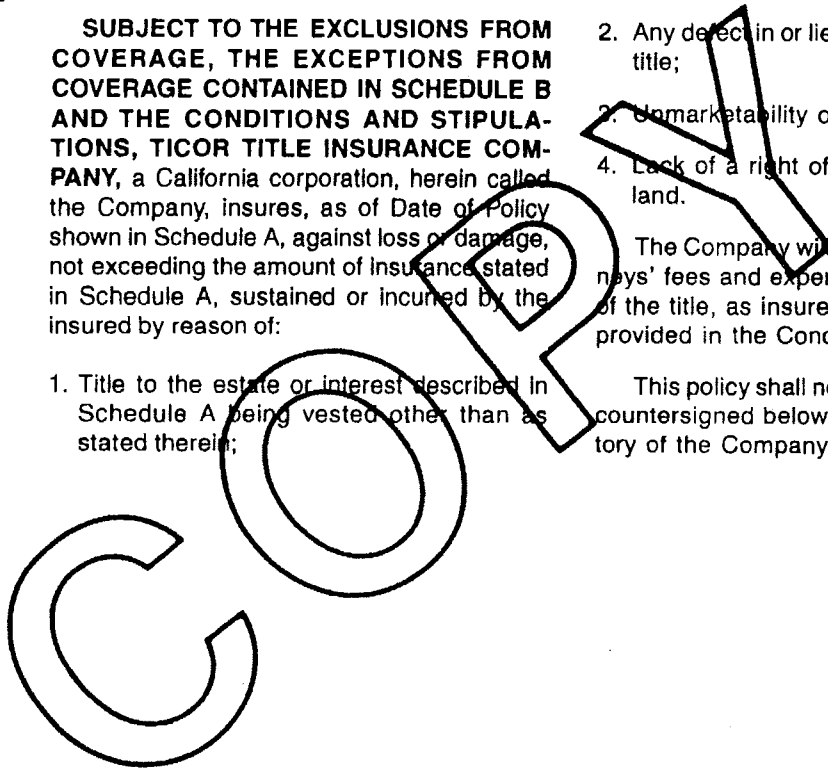 SUBJECT TO THE EXCLUSIONS FROM
COVERAGE, THE EXCEPTIONS FROM
COVERAGE CONTAINED IN SCHEDULE B
AND THE CONDITIONS AND STIPULA-
TIONS, TICOR TITLE INSURANCE COM-
PANY, a California corporation, herein called
the Company, insures, as of Date of Policy
shown in Schedule A, against loss or damage,
not exceeding the amount of insurance stated
in Schedule A, sustained or incurred by the
insured by reason of:
1. Title to the estate or interest described in
Schedule A being vested other than as
stated therein;
2. Any defect in or lie
title;
3. Unmarketability o
4. Lack of a right of
land.
The Company wi
neys' fees and expe
of the title, as insure
provided in the Cond
This policy shall n
countersigned below
tory of the Company
COPY